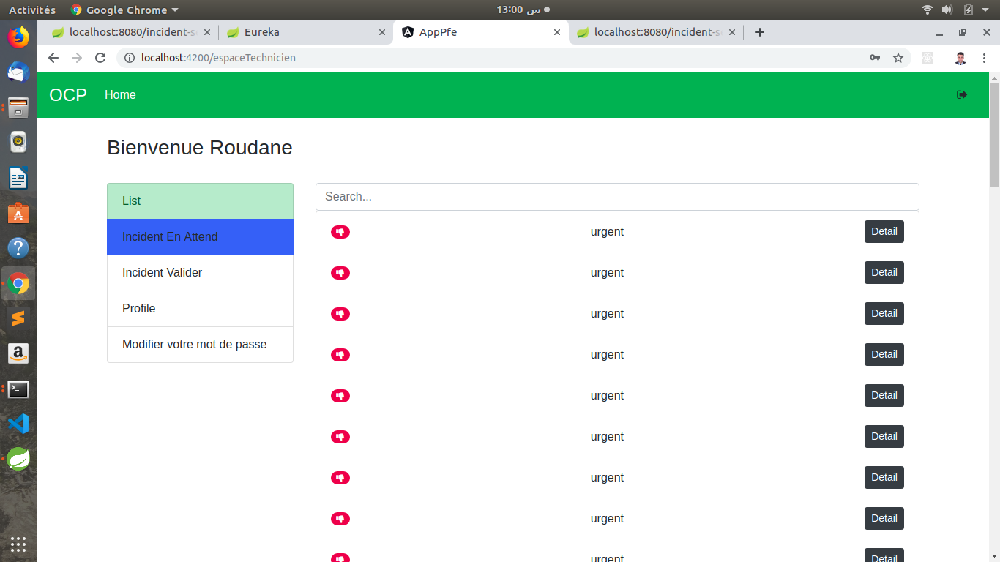 Activités
Google Chrome
13:00 س
localhost:8080/incident-s
Eureka
AppPfe
localhost:8080/incident-s
localhost:4200/espaceTechnicien
OCP
Home
Bienvenue Roudane
List
Incident En Attend
Incident Valider
Profile
Modifier votre mot de passe
Search...
urgent Detail
urgent Detail
urgent Detail
urgent Detail
urgent Detail
urgent Detail
urgent Detail
urgent Detail
urgent Detail